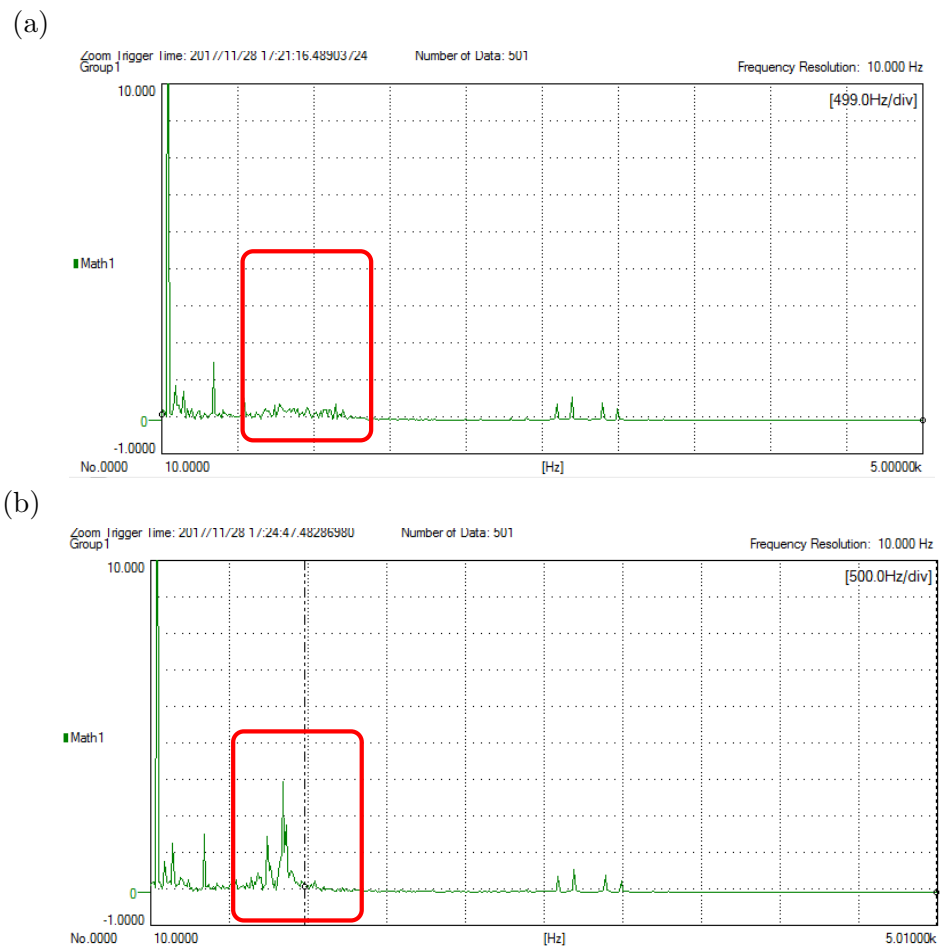 (a)
Zoom Trigger Time: 2017/11/28 17:21:16.48903724 Number of Data: 501
Group1 Frequency Resolution: 10.000 Hz
10.000 [499.0Hz/div]
Math1
0
-1.0000
No.0000 10.0000 [Hz] 5.00000k
(b)
Zoom Trigger Time: 2017/11/28 17:24:47.48286980 Number of Data: 501
Group1 Frequency Resolution: 10.000 Hz
10.000 [500.0Hz/div]
Math1
0
-1.0000
No.0000 10.0000 [Hz] 5.01000k